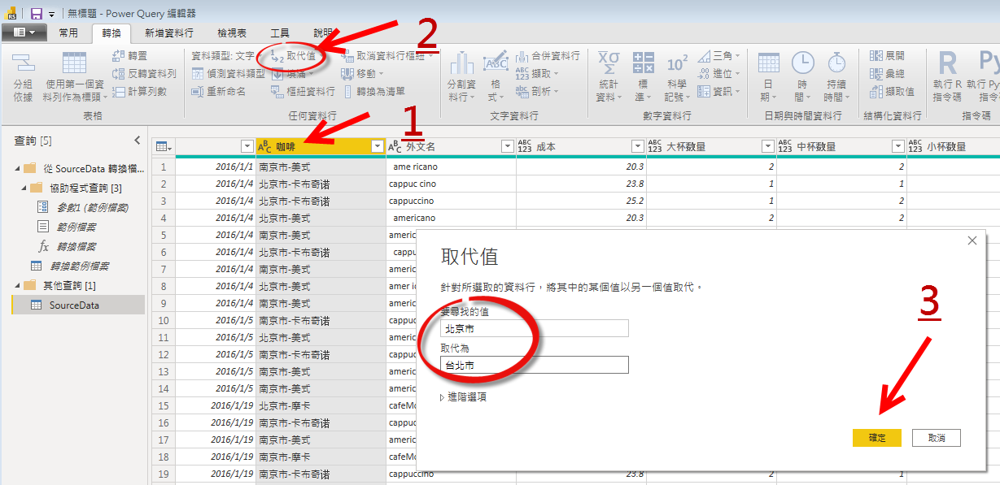 無標題 - Power Query 編輯器
常用 轉換 新增資料行 檢視表 工具 說明
2
分組
依據
使用第一個資
料列作為標頭
轉置
反轉資料列
計算列數
表格
資料類型: 文字
偵測資料類型
重新命名
取代值
填滿
樞紐資料行
取消資料行樞紐
移動
轉換為清單
任何資料行
分割資
料行
格
式
合併資料行
擷取
剖析
文字資料行
統計
資料
標
準
科學
記號
三角
進位
資訊
數字資料行
日
期
時
間
持續
時間
日期與時間資料行
展開
彙總
擷取值
結構化資料行
執行 R
指令碼
執行 Py
指令
指令碼
1
查詢 [5]
從 SourceData 轉換檔...
協助程式查詢 [3]
參數1 (範例檔案)
範例檔案
轉換檔案
轉換範例檔案
其他查詢 [1]
SourceData
咖啡 外文名 成本 大杯数量 中杯数量 小杯数量
1 2016/1/1 南京市-美式 ame ricano 20.3 2 2
2 2016/1/4 北京市-卡布奇诺 cappuc cino 23.8 1 1
3 2016/1/4 北京市-卡布奇诺 cappuccino 25.2 1 2
4 2016/1/4 北京市-美式 americano 20.3 2 2
5 2016/1/4 南京市-美式 americ
6 2016/1/4 北京市-卡布奇诺 cappu
7 2016/1/4 南京市-美式 americ
8 2016/1/4 南京市-美式 amer i
9 2016/1/4 南京市-美式 americ
10 2016/1/5 南京市-卡布奇诺 cappuc
11 2016/1/5 北京市-美式 americ
12 2016/1/5 南京市-卡布奇诺 cappuc
13 2016/1/5 南京市-美式 americ
14 2016/1/5 南京市-美式 americ
15 2016/1/19 北京市-摩卡 cafeMo
16 2016/1/19 南京市-卡布奇诺 cappuc
17 2016/1/19 南京市-美式 americ
18 2016/1/19 南京市-摩卡 cafeMo
19 2016/1/19 南京市-卡布奇诺 cappuccino 23.8 2 1
取代值
針對所選取的資料行，將其中的某個值以另一個值取代。
要尋找的值
北京市
取代為
台北市
進階選項
3
確定 取消